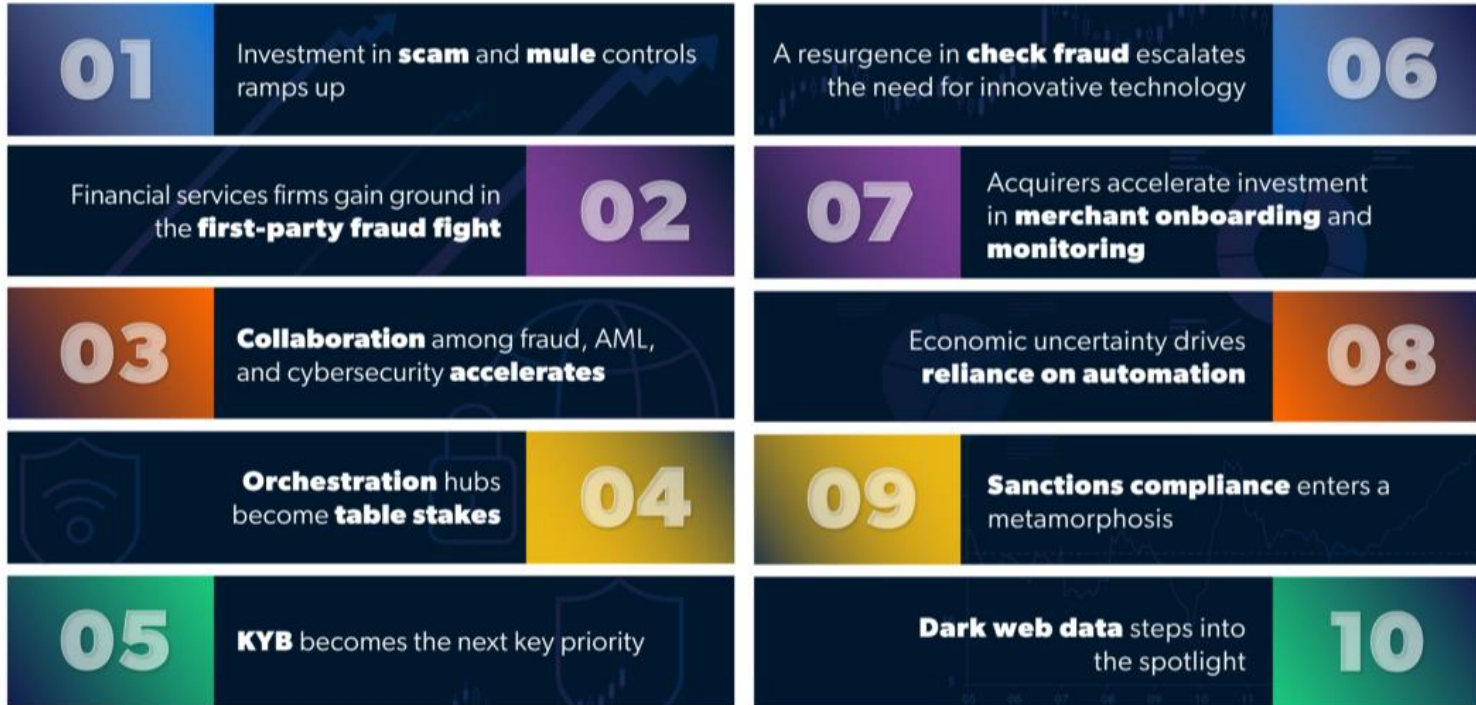 01
Investment in scam and mule controls
ramps up
Financial services firms gain ground in
the first-party fraud fight
02
03
Collaboration among fraud, AML,
and cybersecurity accelerates
Orchestration hubs
become table stakes
04
05
KYB becomes the next key priority
A resurgence in check fraud escalates
the need for innovative technology
06
07
Acquirers accelerate investment
in merchant onboarding and
monitoring
Economic uncertainty drives
reliance on automation
08
09
Sanctions compliance enters a
metamorphosis
Dark web data steps into
the spotlight
10